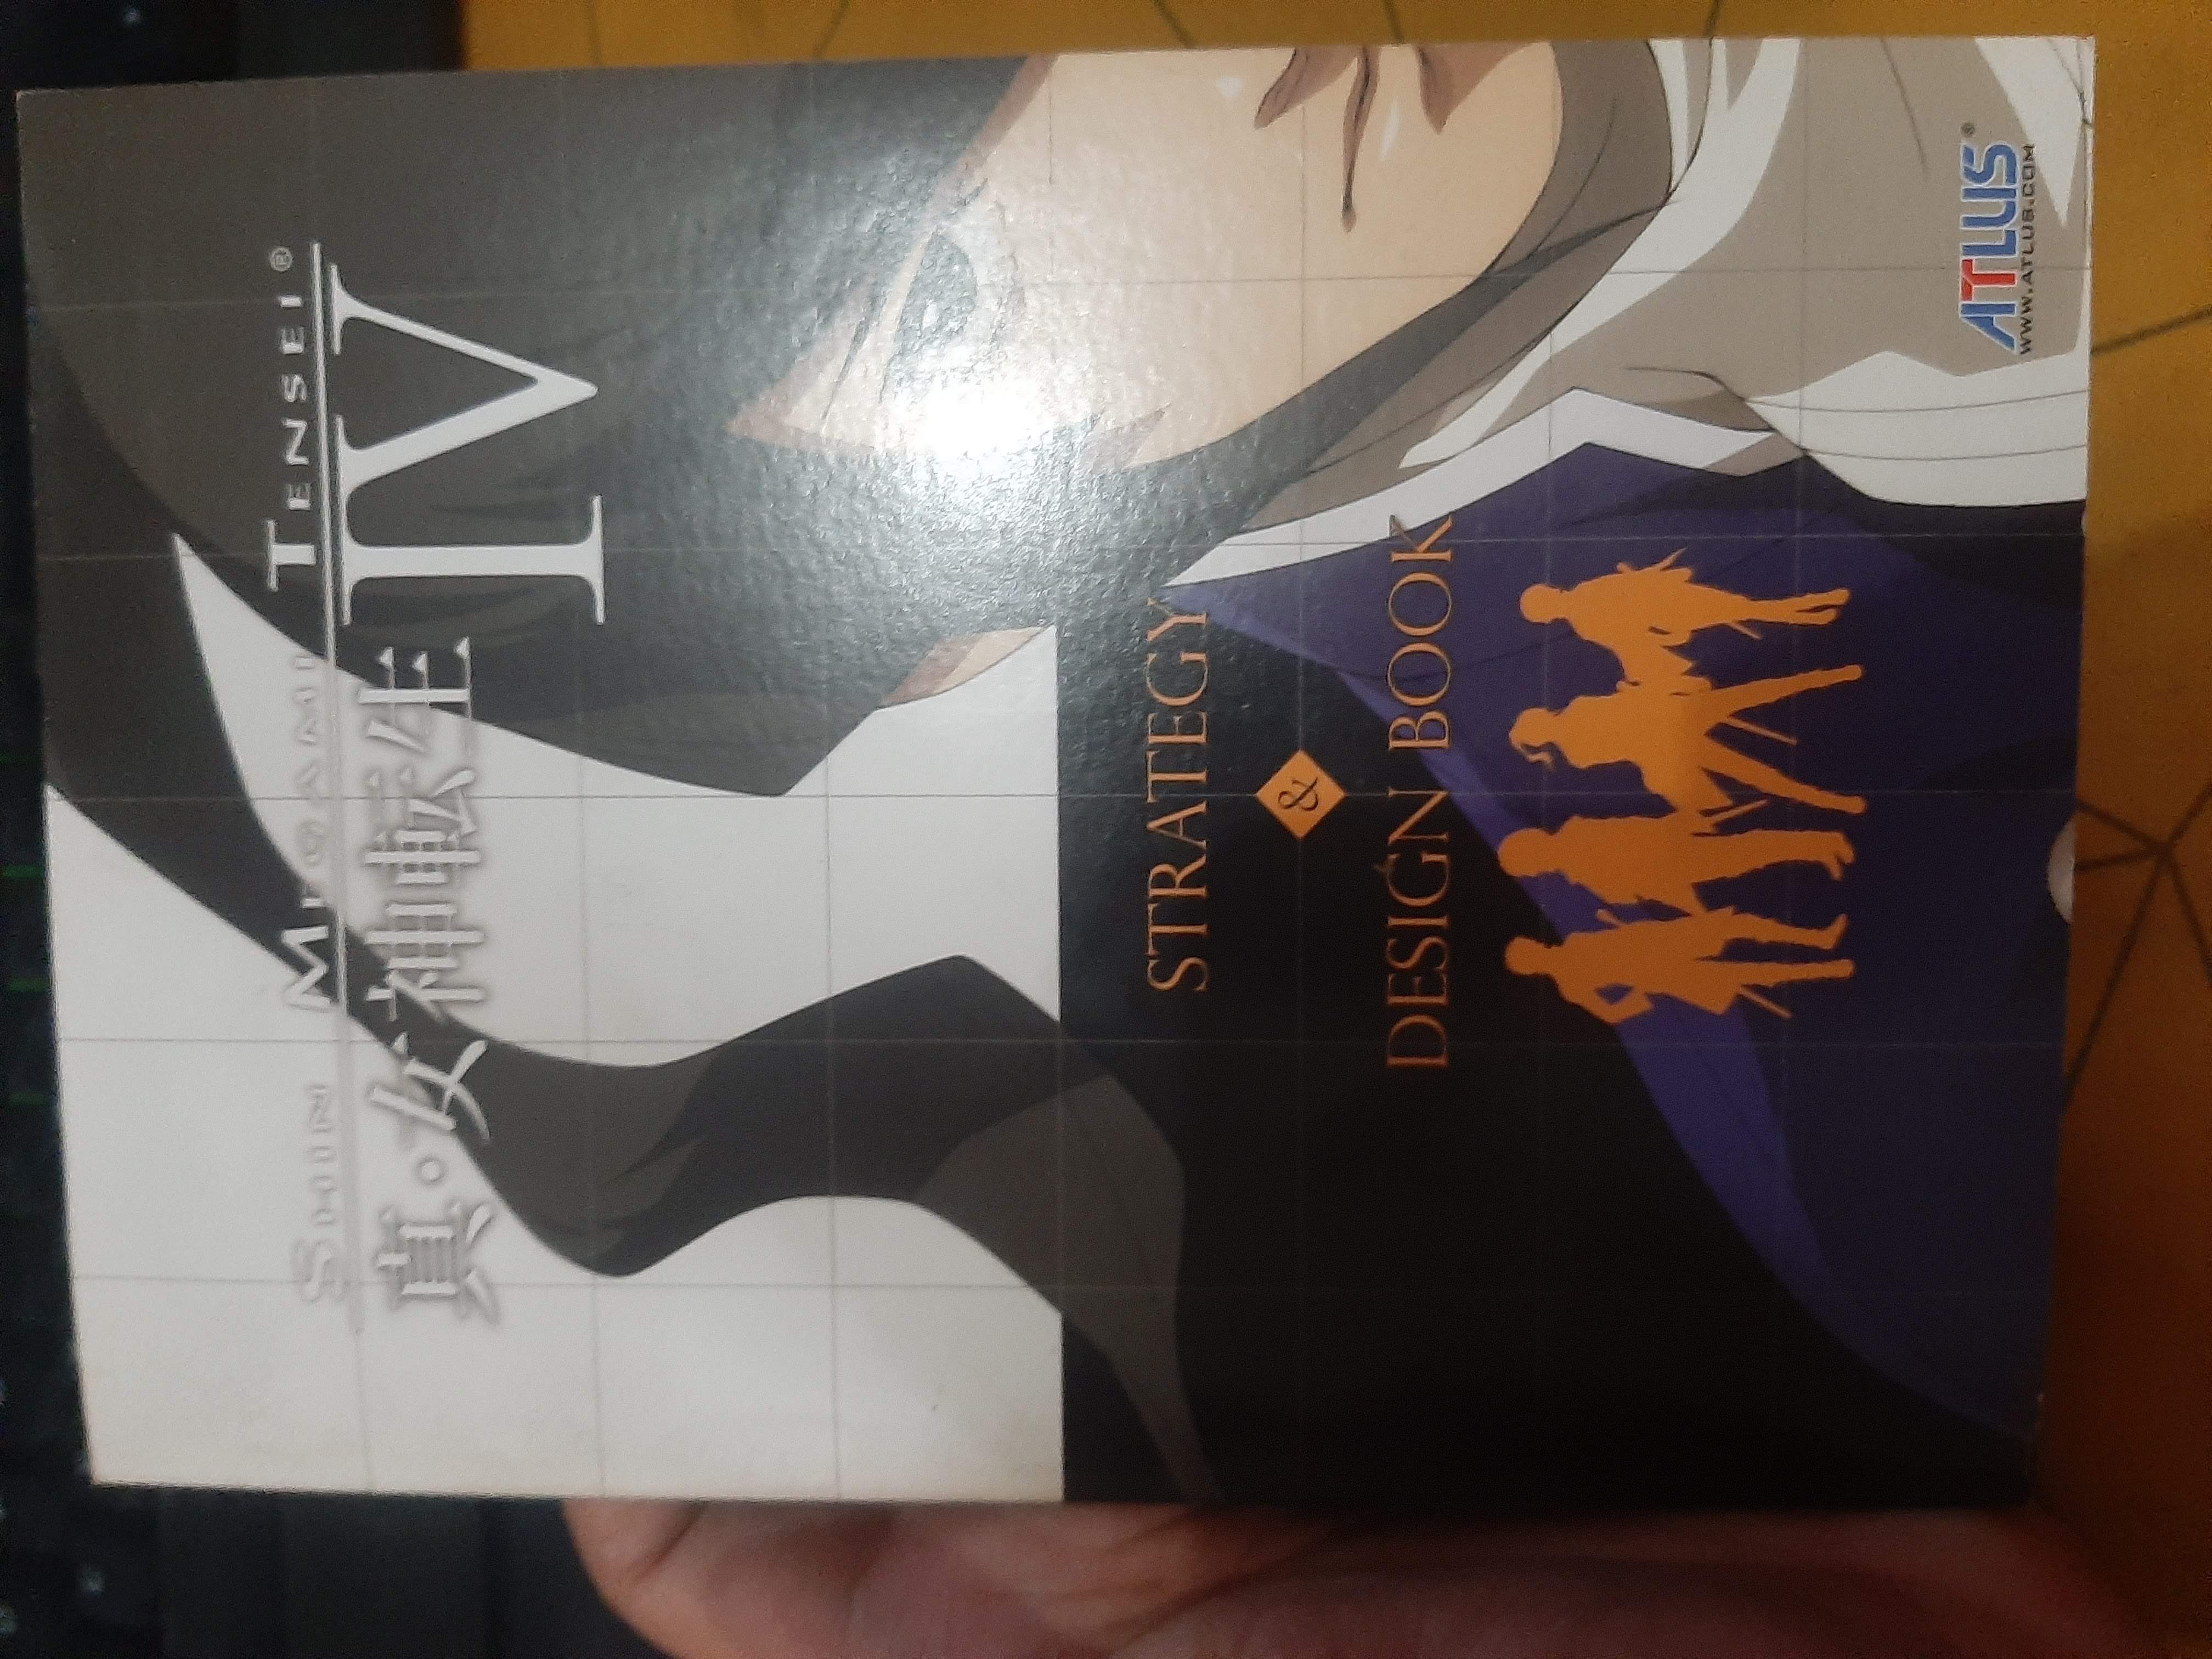 SHIN MEGAMI TENSEI®
真・女神転生 IV
STRATEGY
&
DESIGN BOOK
ATLUS®
WWW.ATLUS.COM